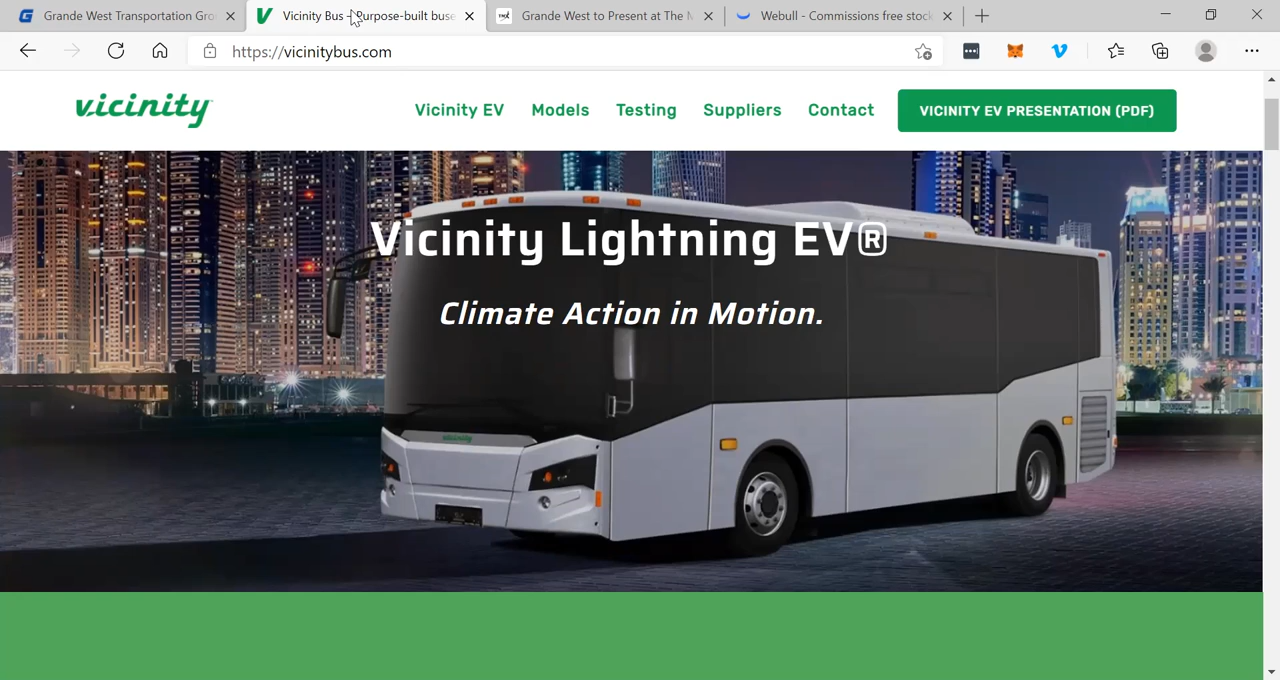 Grande West Transportation Gro
Vicinity Bus - Purpose-built buse
Grande West to Present at The M
Webull - Commissions free stock
https://vicinitybus.com
vicinity
Vicinity EV
Models
Testing
Suppliers
Contact
VICINITY EV PRESENTATION (PDF)
Vicinity Lightning EV®
Climate Action in Motion.
vicinity